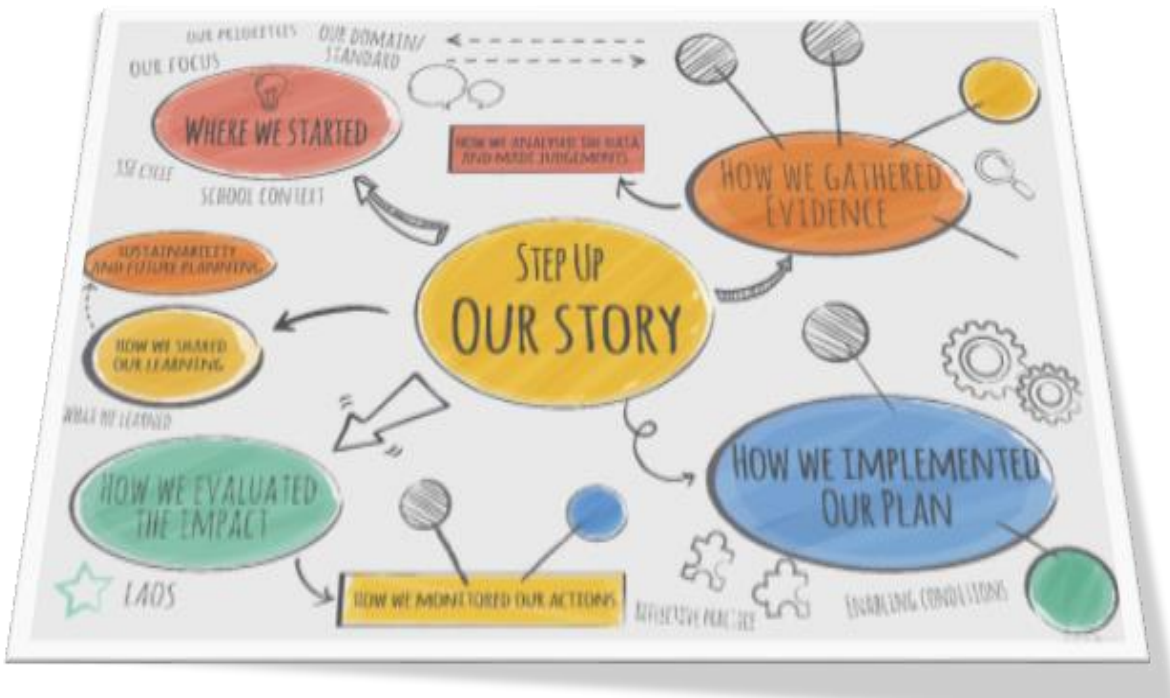 OUR PRIORITIES
OUR DOMAIN/
STANDARD
OUR FOCUS
WHERE WE STARTED
SSE CYCLE
SCHOOL CONTEXT
HOW WE ANALYSED THE DATA
AND MADE JUDGEMENTS
HOW WE GATHERED
EVIDENCE
STEP UP
OUR STORY
SUSTAINABILITY
AND FUTURE PLANNING
HOW WE SHARED
OUR LEARNING
WHAT WE LEARNED
HOW WE EVALUATED
THE IMPACT
LAOS
HOW WE MONITORED OUR ACTIONS
HOW WE IMPLEMENTED
OUR PLAN
REFLECTIVE PRACTICE
ENABLING CONDITIONS